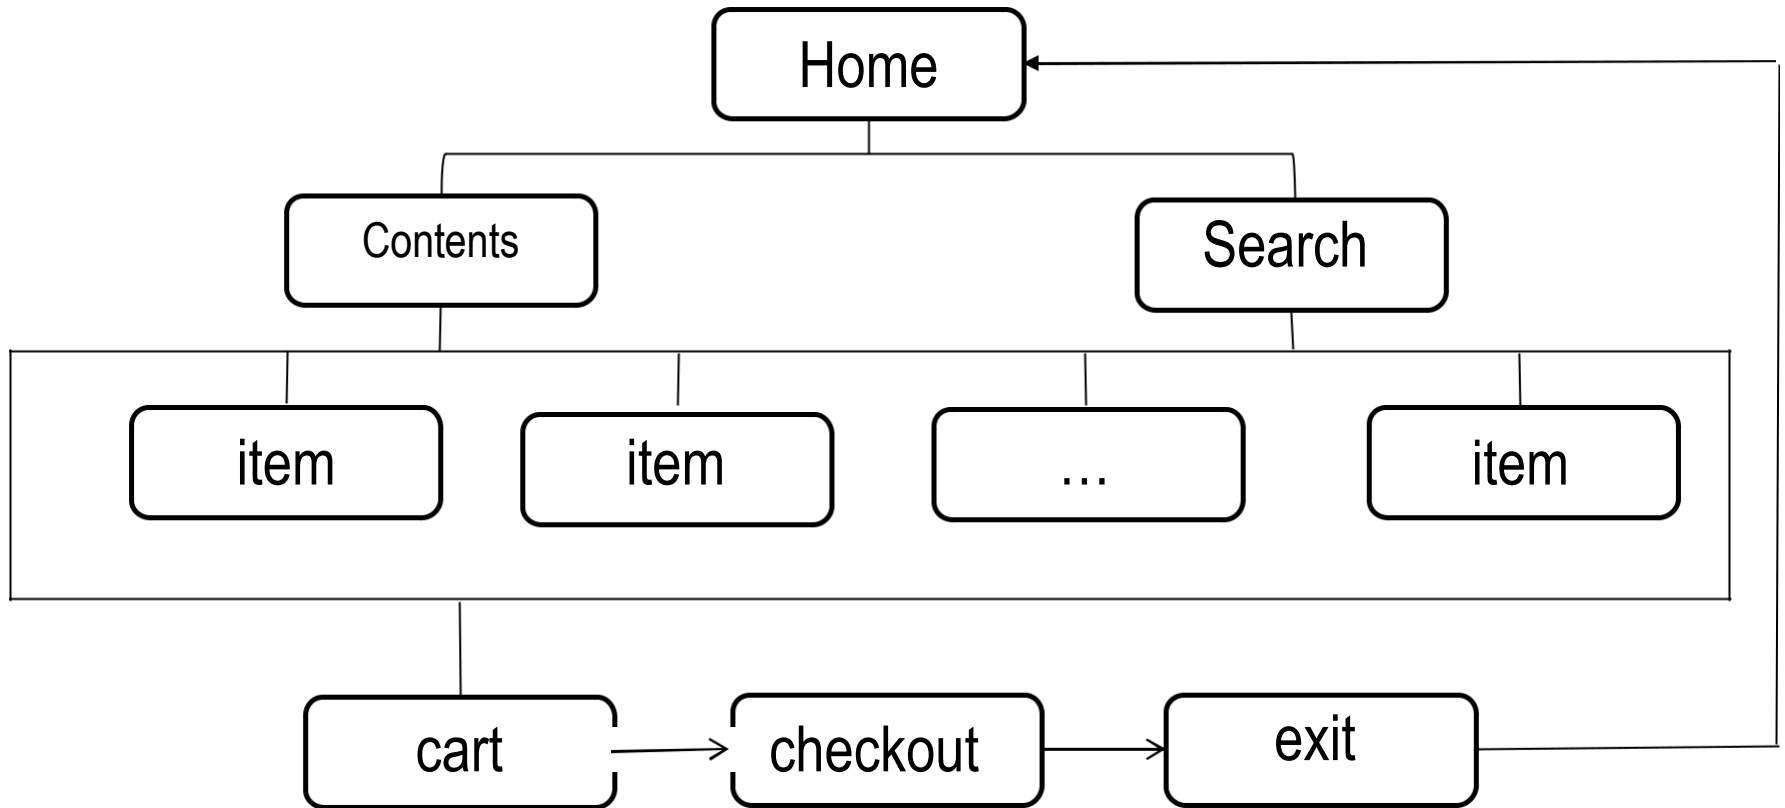 Home
Contents
Search
item
item
...
item
cart
checkout
exit